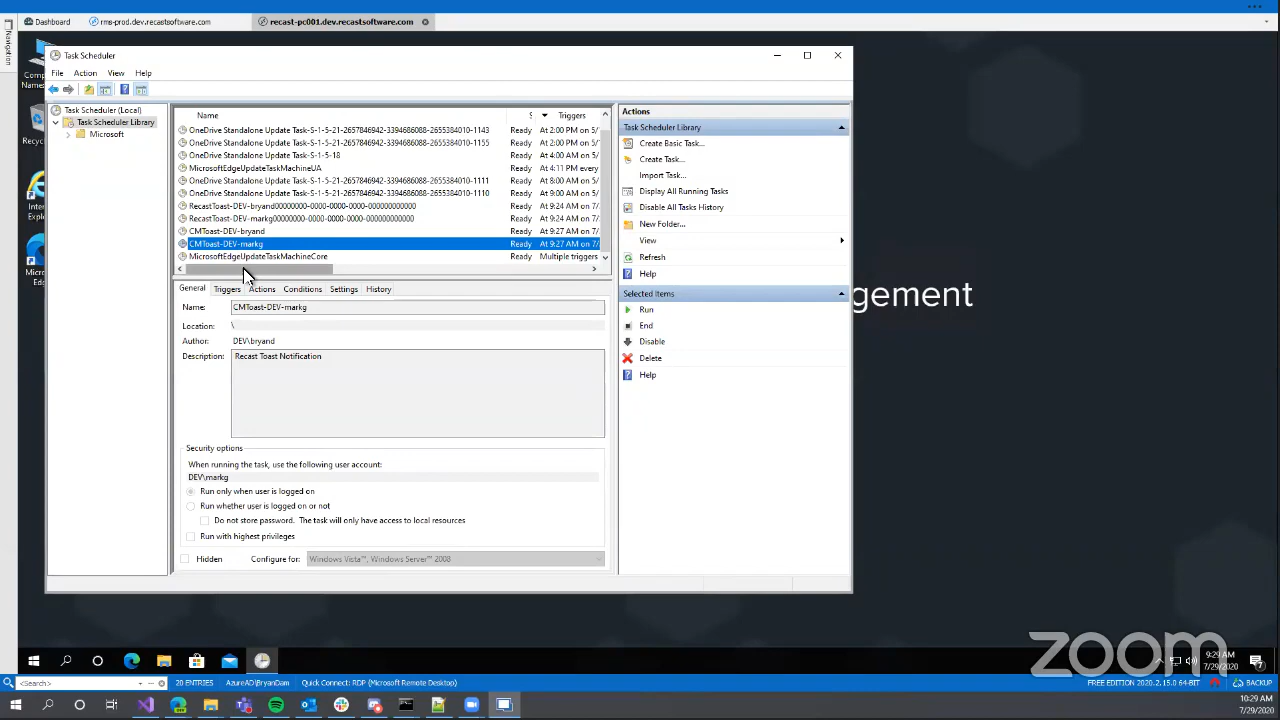 Dashboard
rms-prod.dev.recastsoftware.com
recast-pc001.dev.recastsoftware.com
Navigation
Task Scheduler
File Action View Help
Task Scheduler (Local)
Task Scheduler Library
Microsoft
Name S Triggers
OneDrive Standalone Update Task-S-1-5-21-2657846942-3394686088-2655384010-1143 Ready At 2:00 PM on 5/
OneDrive Standalone Update Task-S-1-5-21-2657846942-3394686088-2655384010-1155 Ready At 2:00 PM on 5/
OneDrive Standalone Update Task-S-1-5-18 Ready At 4:00 AM on 5/
MicrosoftEdgeUpdateTaskMachineUA Ready At 4:11 PM every
OneDrive Standalone Update Task-S-1-5-21-2657846942-3394686088-2655384010-1111 Ready At 8:00 AM on 5/
OneDrive Standalone Update Task-S-1-5-21-2657846942-3394686088-2655384010-1110 Ready At 9:00 AM on 5/
RecastToast-DEV-bryand00000000-0000-0000-0000-000000000000 Ready At 9:24 AM on 7/
RecastToast-DEV-markg00000000-0000-0000-0000-000000000000 Ready At 9:24 AM on 7/
CMToast-DEV-bryand Ready At 9:27 AM on 7/
CMToast-DEV-markg Ready At 9:27 AM on 7/
MicrosoftEdgeUpdateTaskMachineCore Ready Multiple triggers
General Triggers Actions Conditions Settings History
Name: CMToast-DEV-markg
Location: \
Author: DEV\bryand
Description: Recast Toast Notification
Security options
When running the task, use the following user account:
DEV\markg
Run only when user is logged on
Run whether user is logged on or not
Do not store password. The task will only have access to local resources
Run with highest privileges
Hidden Configure for: Windows Vista™, Windows Server™ 2008
Actions
Task Scheduler Library
Create Basic Task...
Create Task...
Import Task...
Display All Running Tasks
Disable All Tasks History
New Folder...
View
Refresh
Help
Selected Items
Run
End
Disable
Delete
Help
gement
zoom
9:29 AM
7/29/2020
7
<Search> 20 ENTRIES AzureAD\BryanDam Quick Connect: RDP (Microsoft Remote Desktop) FREE EDITION 2020.2.15.0 64-BIT BACKUP
10:29 AM
7/29/2020